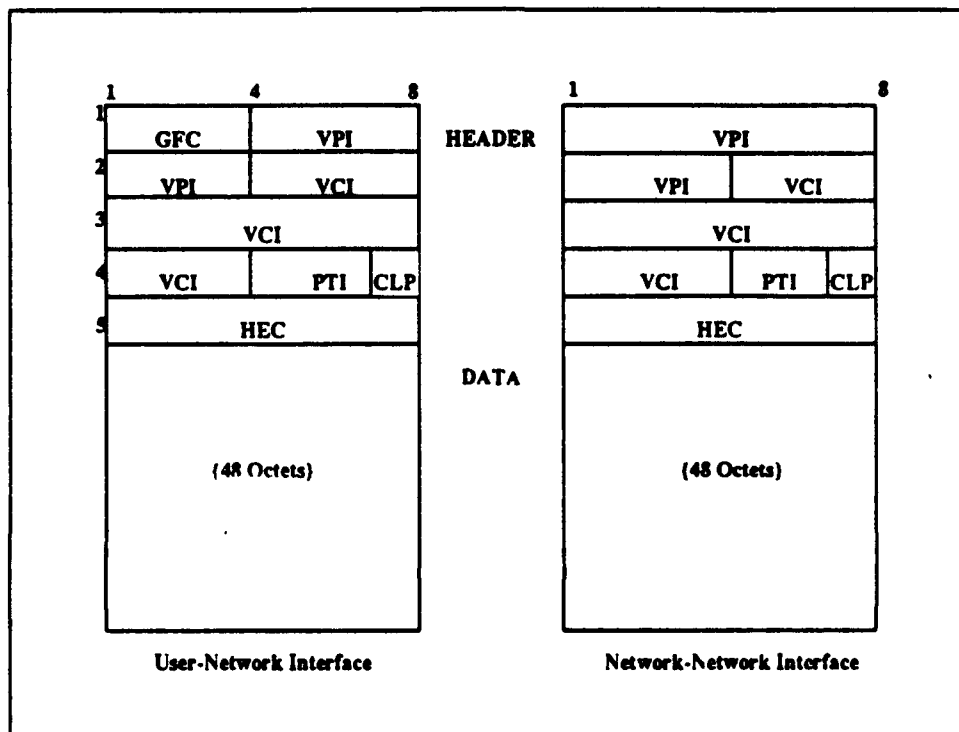 1 4 8 1 8
1 GFC VPI HEADER VPI
2 VPI VCI VPI VCI
3 VCI VCI
4 VCI PTI CLP VCI PTI CLP
5 HEC HEC
DATA
(48 Octets) (48 Octets)
User-Network Interface Network-Network Interface